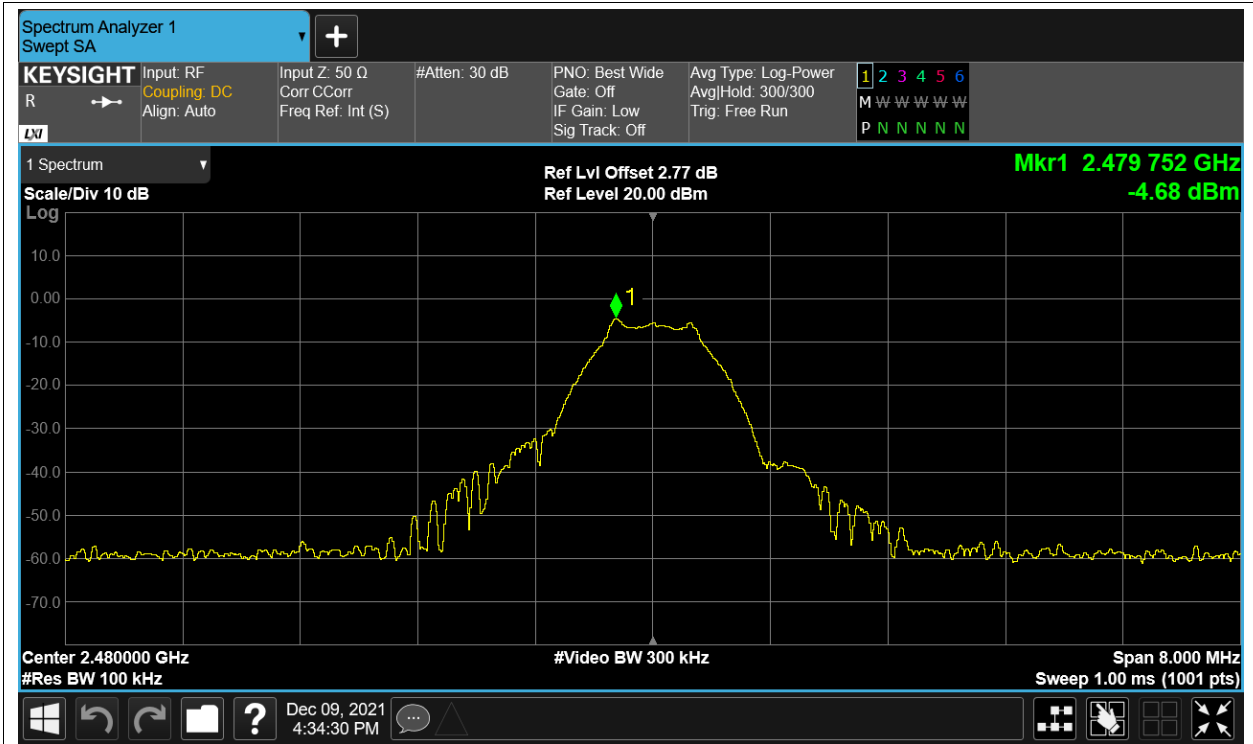 Spectrum Analyzer 1
Swept SA
KEYSIGHT
R
LXI
Input: RF
Coupling: DC
Align: Auto
Input Z: 50 Ω
Corr CCorr
Freq Ref: Int (S)
#Atten: 30 dB
PNO: Best Wide
Gate: Off
IF Gain: Low
Sig Track: Off
Avg Type: Log-Power
Avg|Hold: 300/300
Trig: Free Run
1 2 3 4 5 6
M W W W W W
P N N N N N
1 Spectrum
Scale/Div 10 dB
Log
Ref Lvl Offset 2.77 dB
Ref Level 20.00 dBm
Mkr1 2.479 752 GHz
-4.68 dBm
10.0
0.00
-10.0
-20.0
-30.0
-40.0
-50.0
-60.0
-70.0
1
Center 2.480000 GHz
#Res BW 100 kHz
#Video BW 300 kHz
Span 8.000 MHz
Sweep 1.00 ms (1001 pts)
?
Dec 09, 2021
4:34:30 PM